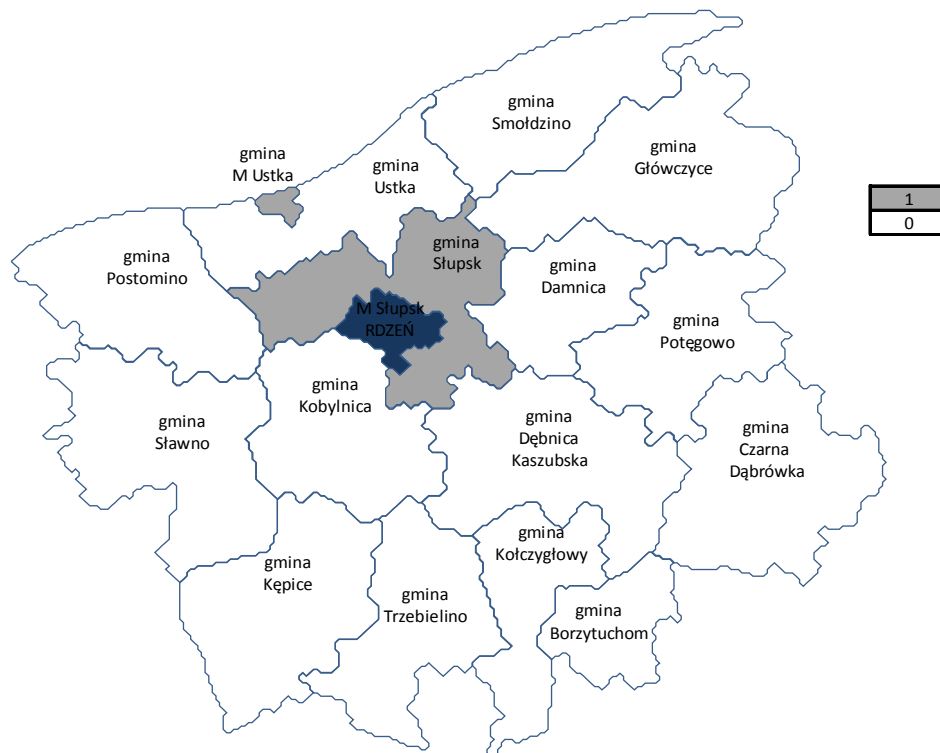 gmina
Smołdzino
gmina
Główczyce
gmina
M Ustka
gmina
Ustka
1
0
gmina
Słupsk
gmina
Postomino
gmina
Damnica
M Słupsk
RDZEŃ
gmina
Potęgowo
gmina
Kobylnica
gmina
Sławno
gmina
Dębnica
Kaszubska
gmina
Czarna
Dąbrówka
gmina
Kołczygłowy
gmina
Kępice
gmina
Trzebielino
gmina
Borzytuchom